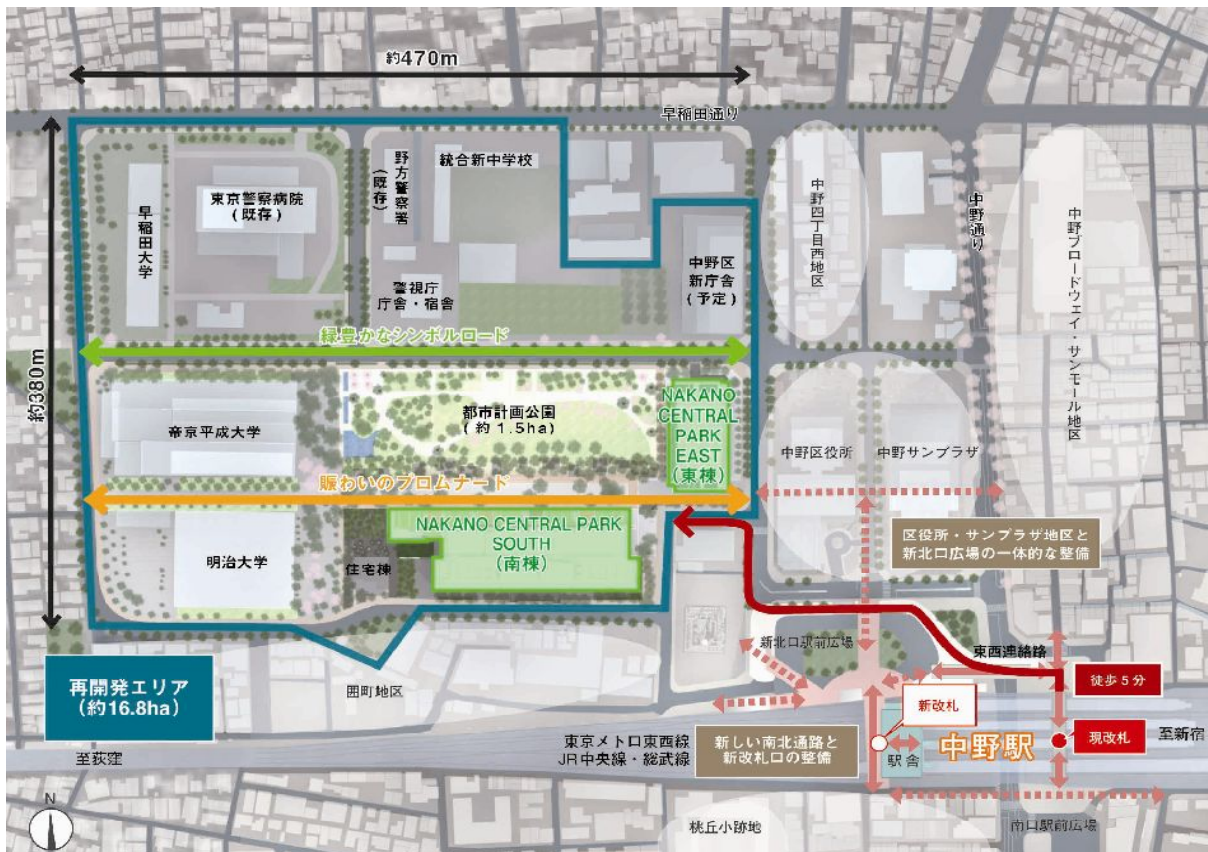 約470m
早稲田通り
約380m
早稲田大学
東京警察病院
(既存)
野方警察署
(既存)
統合新中学校
警視庁
庁舎・宿舎
中野区
新庁舎
(予定)
中野四丁目西地区
中野通り
中野ブロードウェイ・サンモール地区
緑豊かなシンボルロード
帝京平成大学
都市計画公園
(約1.5ha)
NAKANO
CENTRAL
PARK
EAST
(東棟)
中野区役所
中野サンプラザ
賑わいのプロムナード
NAKANO CENTRAL PARK
SOUTH
(南棟)
明治大学
住宅棟
区役所・サンプラザ地区と
新北口広場の一体的な整備
新北口駅前広場
東西連絡路
徒歩5分
再開発エリア
(約16.8ha)
囲町地区
新改札
現改札
至新宿
至荻窪
東京メトロ東西線
JR中央線・総武線
新しい南北通路と
新改札口の整備
駅舎
中野駅
N
桃丘小跡地
南口駅前広場